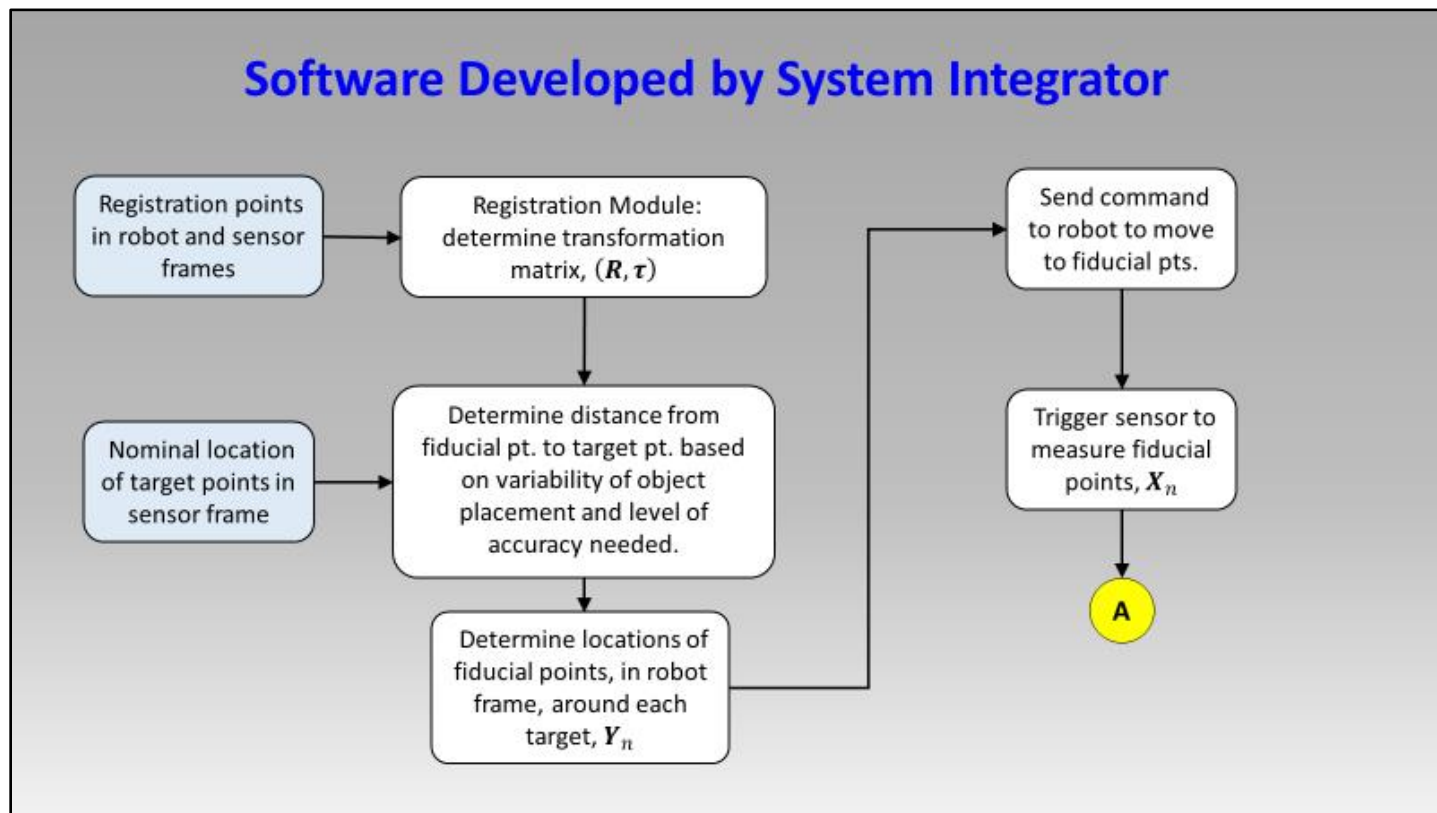 Software Developed by System Integrator
Registration points
in robot and sensor
frames
Registration Module:
determine transformation
matrix, (R, τ)
Nominal location
of target points in
sensor frame
Determine distance from
fiducial pt. to target pt. based
on variability of object
placement and level of
accuracy needed.
Determine locations of
fiducial points, in robot
frame, around each
target, Yₙ
Send command
to robot to move
to fiducial pts.
Trigger sensor to
measure fiducial
points, Xₙ
A